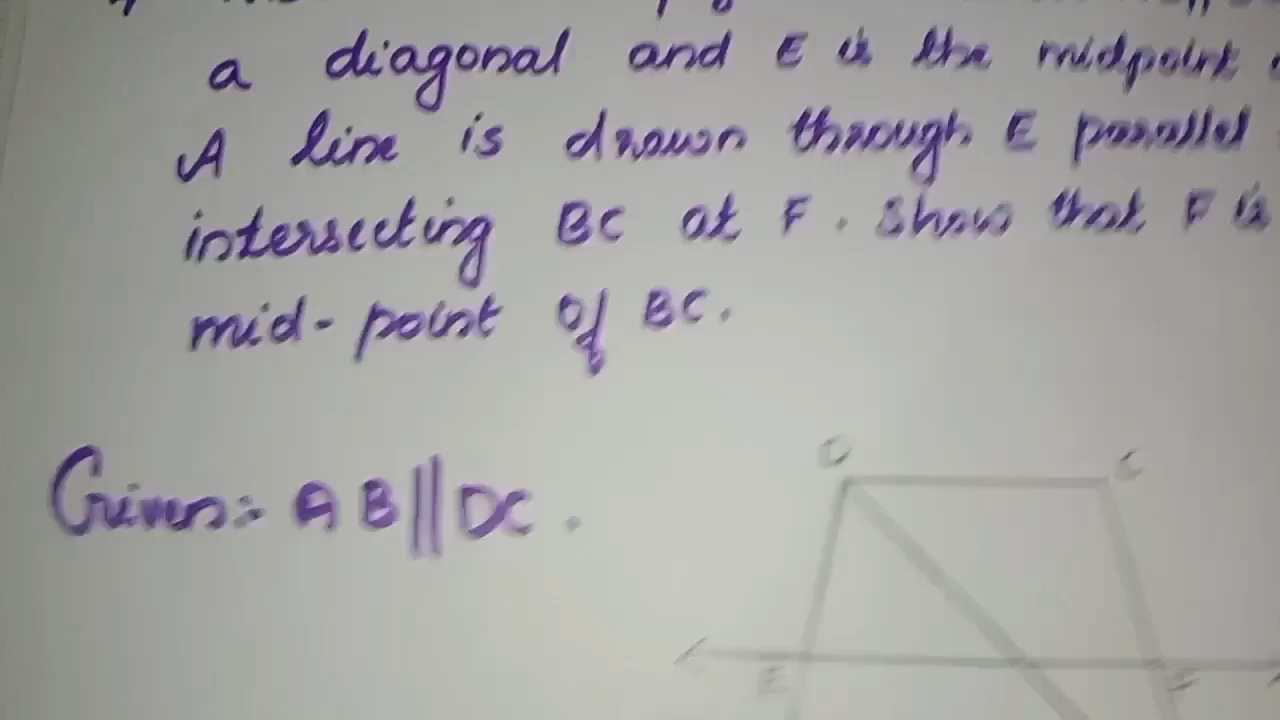 a diagonal and E is the midpoint
A line is drawn through E parallel
intersecting BC at F. Show that F is
mid-point of BC.
Given:- AB||DC.
D C
E F